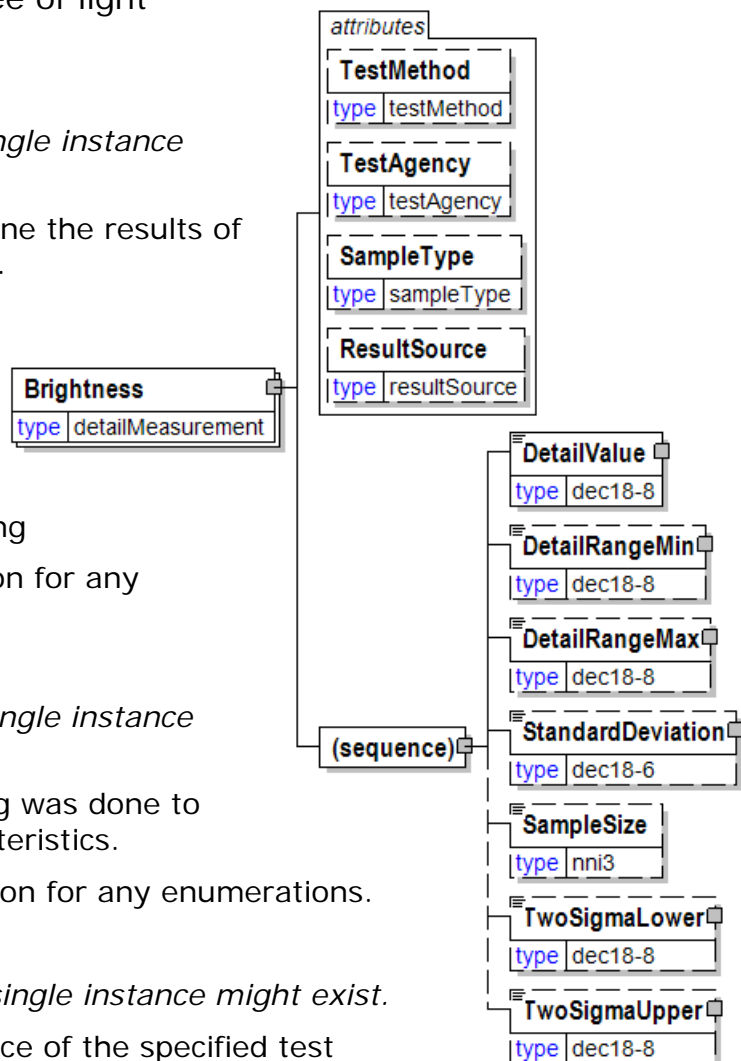 ee of light
ngle instance
ne the results of
.
ng
on for any
ngle instance
g was done to
teristics.
on for any enumerations.
single instance might exist.
ce of the specified test
attributes
TestMethod
type testMethod
TestAgency
type testAgency
SampleType
type sampleType
ResultSource
type resultSource
Brightness
type detailMeasurement
(sequence)
DetailValue
type dec18-8
DetailRangeMin
type dec18-8
DetailRangeMax
type dec18-8
StandardDeviation
type dec18-6
SampleSize
type nni3
TwoSigmaLower
type dec18-8
TwoSigmaUpper
type dec18-8